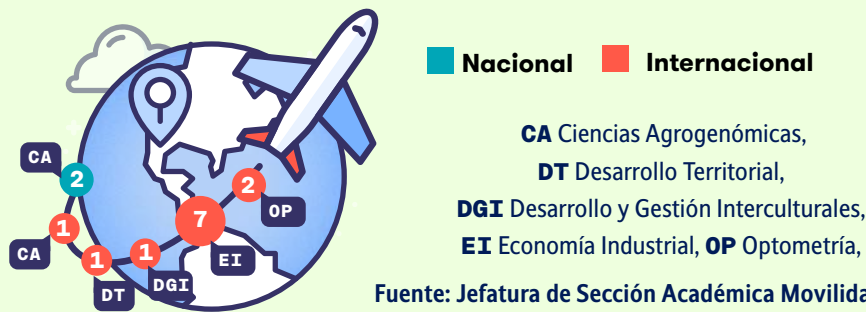 Nacional Internacional
CA Ciencias Agrogenómicas,
DT Desarrollo Territorial,
DGI Desarrollo y Gestión Interculturales,
EI Economía Industrial, OP Optometría,
Fuente: Jefatura de Sección Académica
CA
2
1
CA
1
DT
1
DGI
7
EI
2
OP